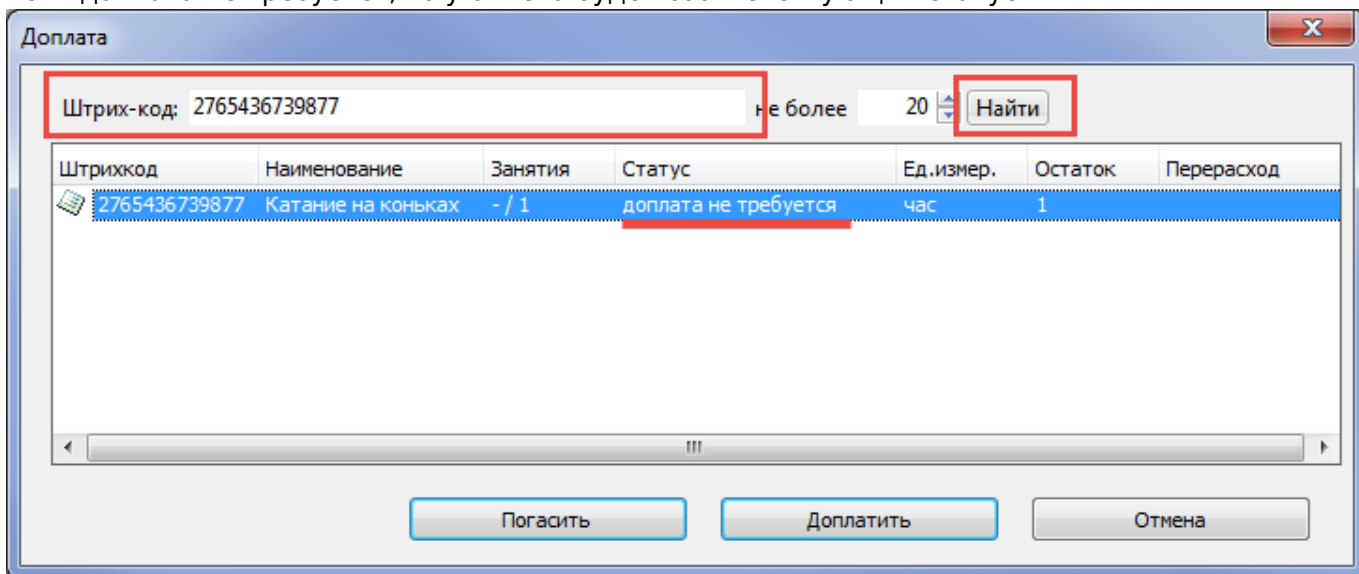 Доплата
Штрих-код: 2765436739877 не более 20 Найти
Штрихкод Наименование Занятия Статус Ед.измер. Остаток Перерасход
2765436739877 Катание на коньках - / 1 доплата не требуется час 1
Погасить Доплатить Отмена